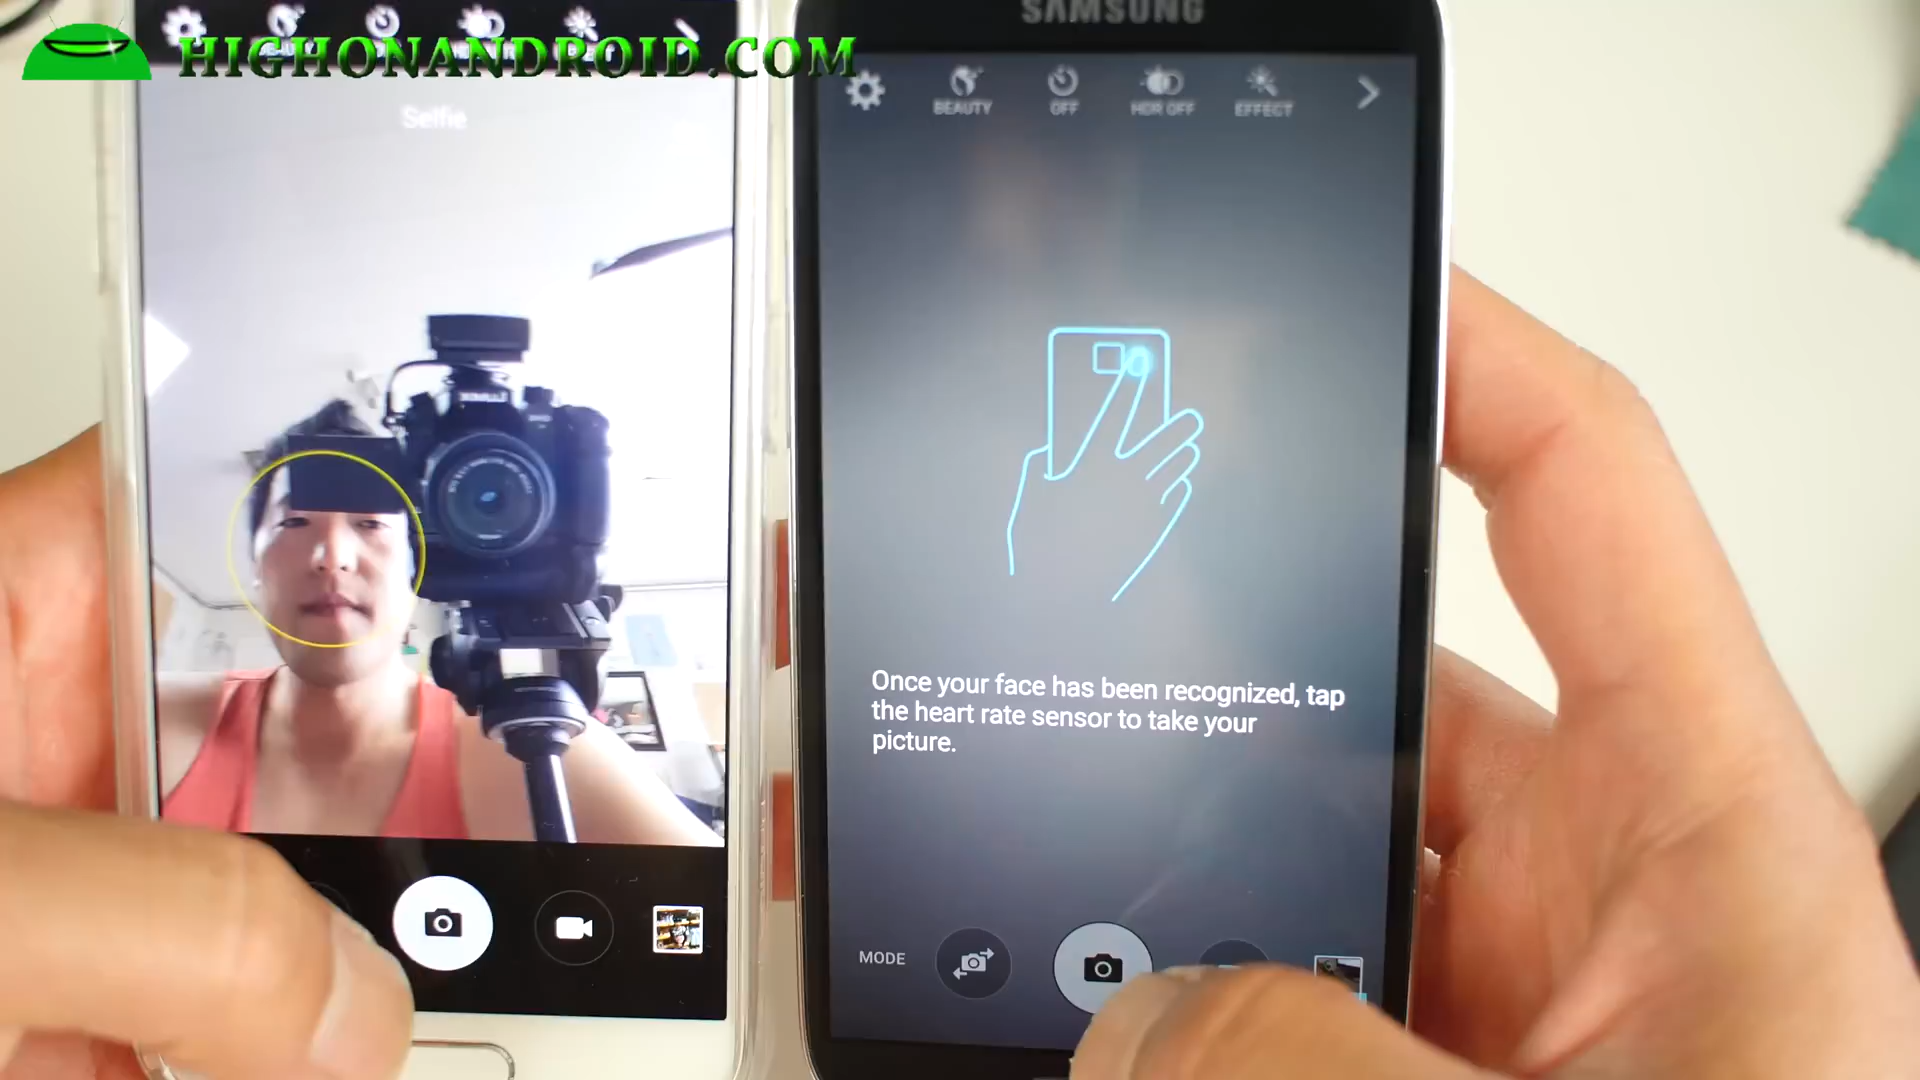 HIGHONANDROID.COM
SAMSUNG
BEAUTY
OFF
HDR OFF
EFFECT
Selfie
Once your face has been recognized, tap
the heart rate sensor to take your
picture.
MODE